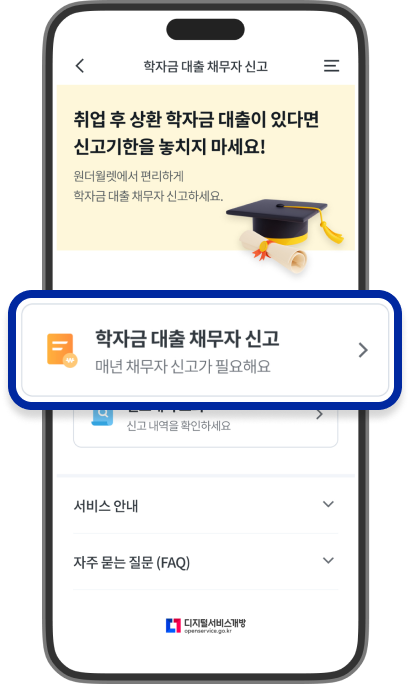 학자금 대출 채무자 신고
취업 후 상환 학자금 대출이 있다면
신고기한을 놓치지 마세요!
원더월렛에서 편리하게
학자금 대출 채무자 신고하세요.
학자금 대출 채무자 신고
매년 채무자 신고가 필요해요
신고 내역을 확인하세요
서비스 안내
자주 묻는 질문 (FAQ)
디지털서비스개방
openservice.go.kr